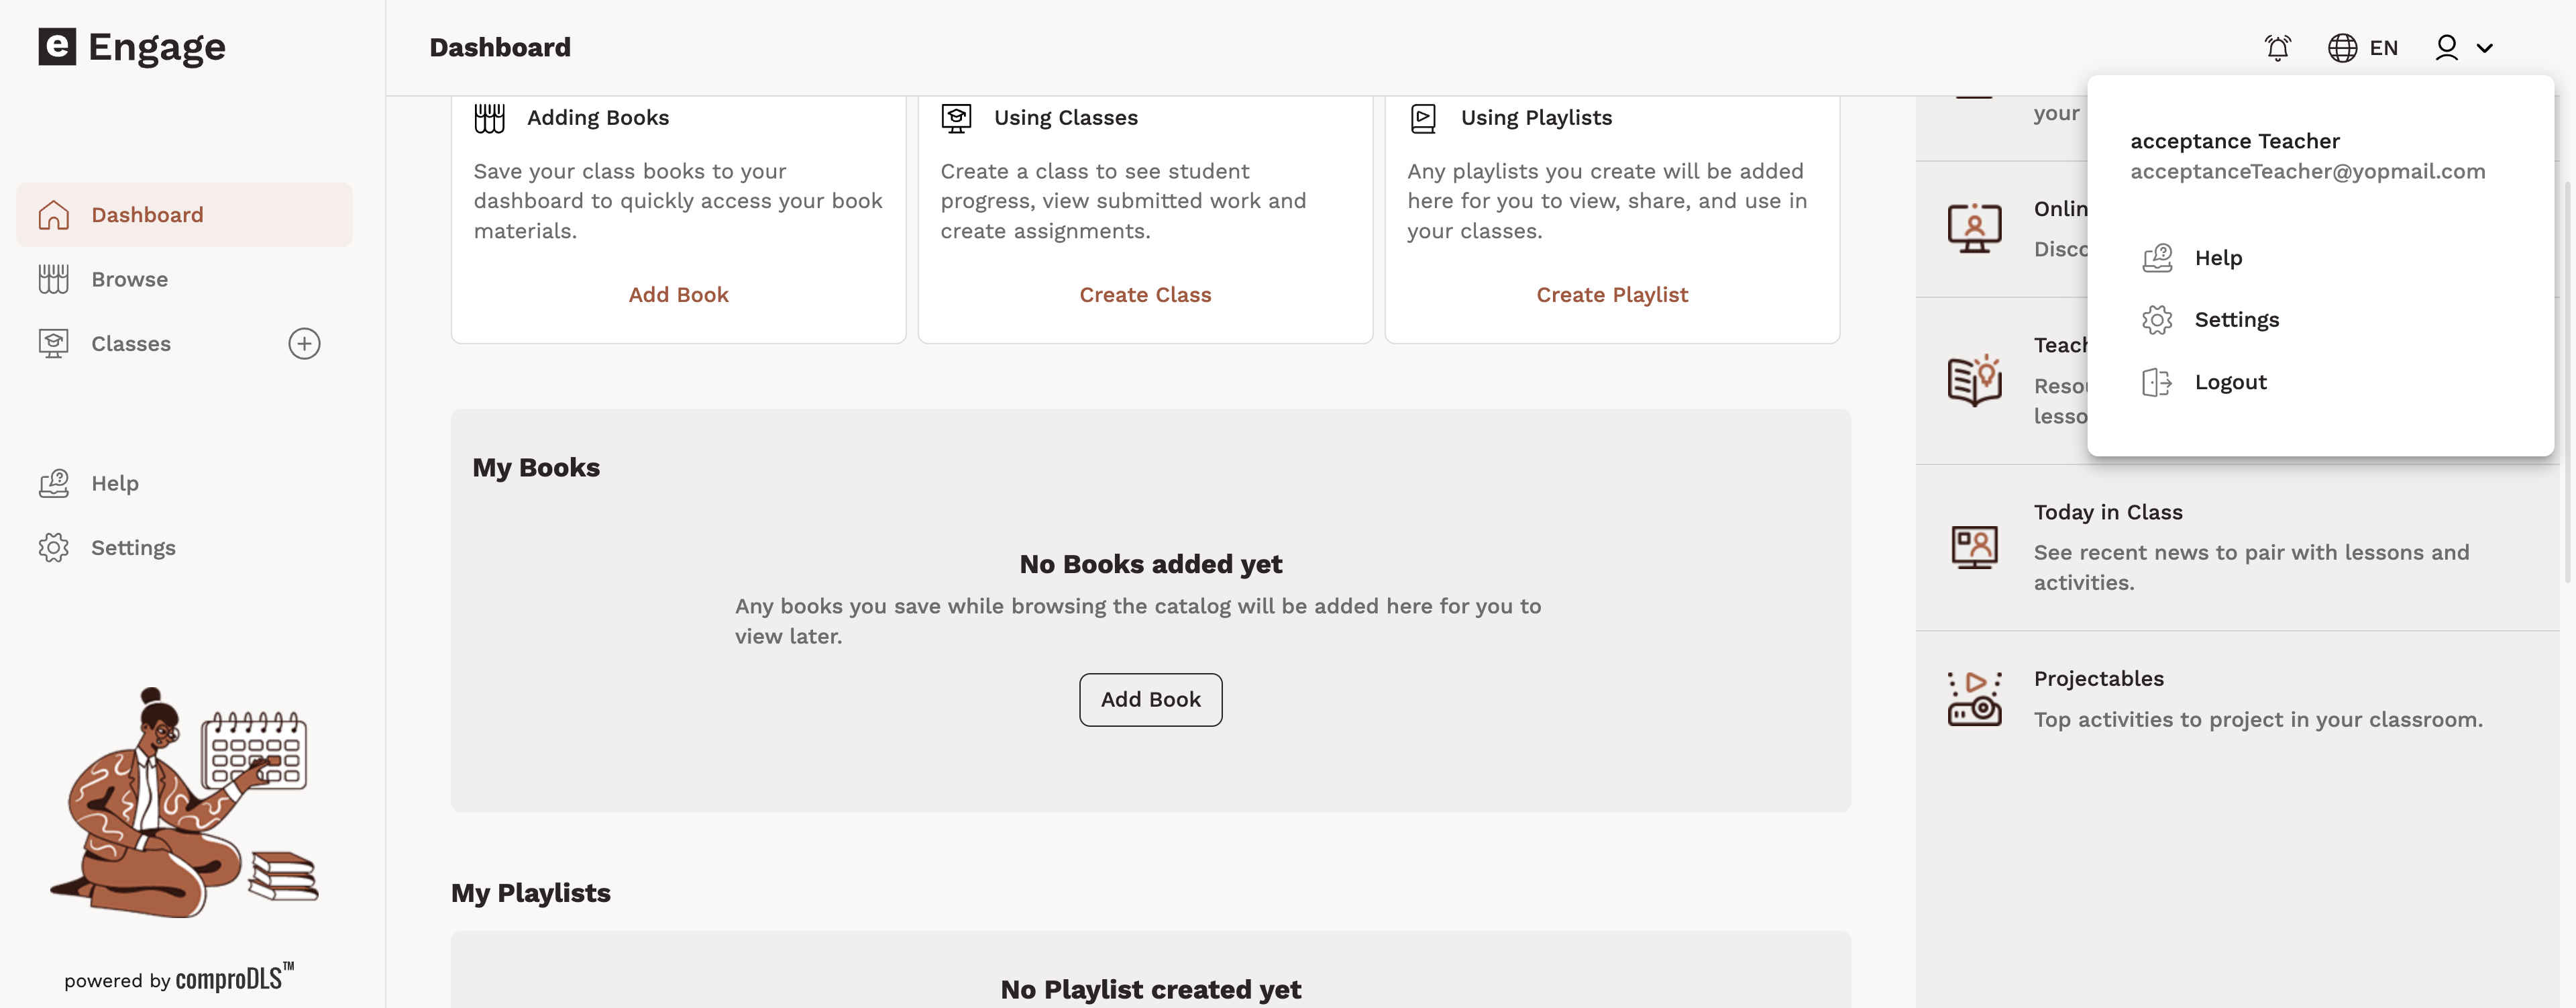 e Engage
Dashboard
Browse
Classes
Help
Settings
powered by comproDLS™
Dashboard
EN
Adding Books
Save your class books to your
dashboard to quickly access your book
materials.
Add Book
Using Classes
Create a class to see student
progress, view submitted work and
create assignments.
Create Class
Using Playlists
Any playlists you create will be added
here for you to view, share, and use in
your classes.
Create Playlist
My Books
No Books added yet
Any books you save while browsing the catalog will be added here for you to
view later.
Add Book
My Playlists
No Playlist created yet
your
Today in Class
See recent news to pair with lessons and
activities.
Projectables
Top activities to project in your classroom.
acceptance Teacher
acceptanceTeacher@yopmail.com
Help
Settings
Logout